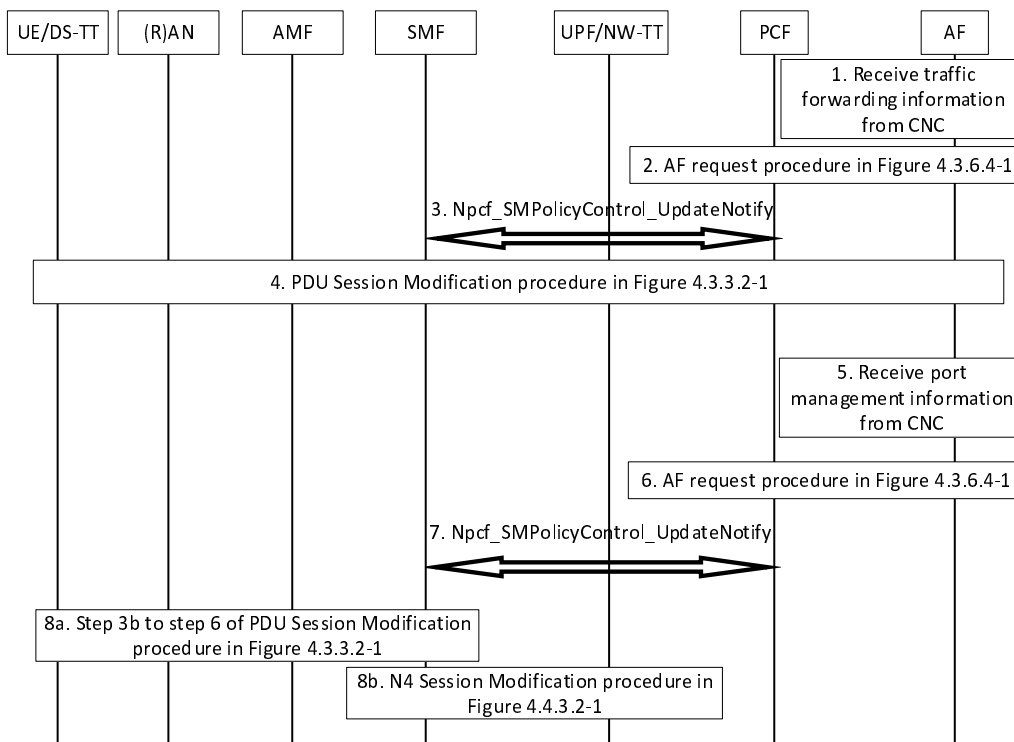 UE/DS-TT (R)AN AMF SMF UPF/NW-TT PCF AF
1. Receive traffic
forwarding information
from CNC
2. AF request procedure in Figure 4.3.6.4-1
3. Npcf_SMPolicyControl_UpdateNotify
4. PDU Session Modification procedure in Figure 4.3.3.2-1
5. Receive port
management information
from CNC
6. AF request procedure in Figure 4.3.6.4-1
7. Npcf_SMPolicyControl_UpdateNotify
8a. Step 3b to step 6 of PDU Session Modification
procedure in Figure 4.3.3.2-1
8b. N4 Session Modification procedure in
Figure 4.4.3.2-1